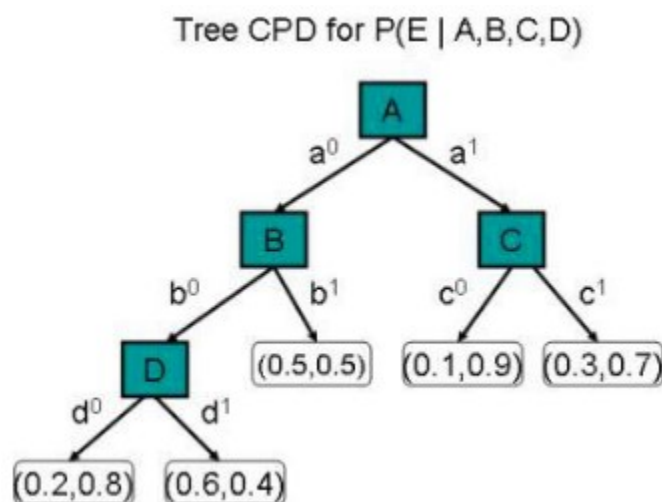 Tree CPD for P(E | A,B,C,D)
A
a⁰ a¹
B C
b⁰ b¹ c⁰ c¹
D (0.5,0.5) (0.1,0.9) (0.3,0.7)
d⁰ d¹
(0.2,0.8) (0.6,0.4)